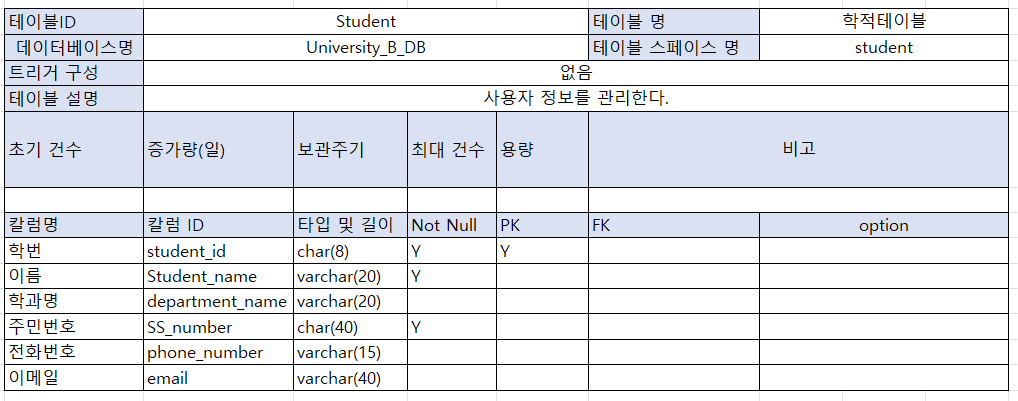 테이블ID Student 테이블 명 학적테이블
데이터베이스명 University_B_DB 테이블 스페이스 명 student
트리거 구성 없음
테이블 설명 사용자 정보를 관리한다.
초기 건수 증가량(일) 보관주기 최대 건수 용량 비고
칼럼명 칼럼 ID 타입 및 길이 Not Null PK FK option
학번 student_id char(8) Y Y
이름 Student_name varchar(20) Y
학과명 department_name varchar(20)
주민번호 SS_number char(40) Y
전화번호 phone_number varchar(15)
이메일 email varchar(40)